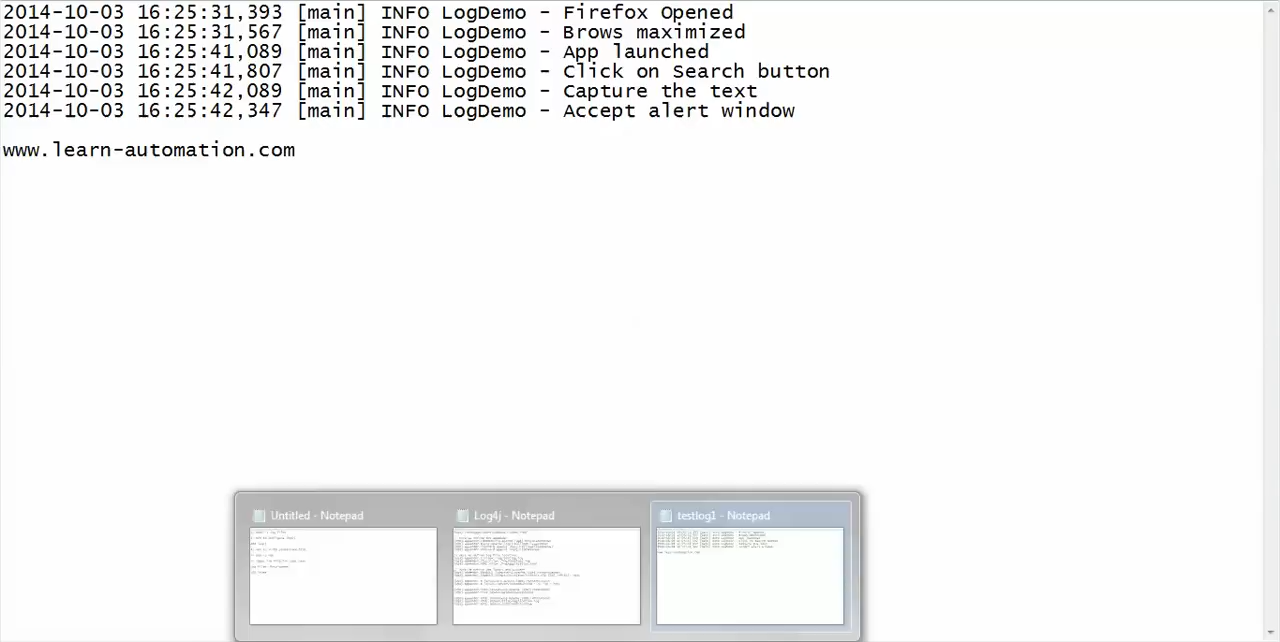 2014-10-03 16:25:31,393 [main] INFO LogDemo - Firefox Opened
2014-10-03 16:25:31,567 [main] INFO LogDemo - Brows maximized
2014-10-03 16:25:41,089 [main] INFO LogDemo - App launched
2014-10-03 16:25:41,807 [main] INFO LogDemo - Click on Search button
2014-10-03 16:25:42,089 [main] INFO LogDemo - Capture the text
2014-10-03 16:25:42,347 [main] INFO LogDemo - Accept alert window
www.learn-automation.com
Untitled - Notepad
Log4j - Notepad
testlog1 - Notepad